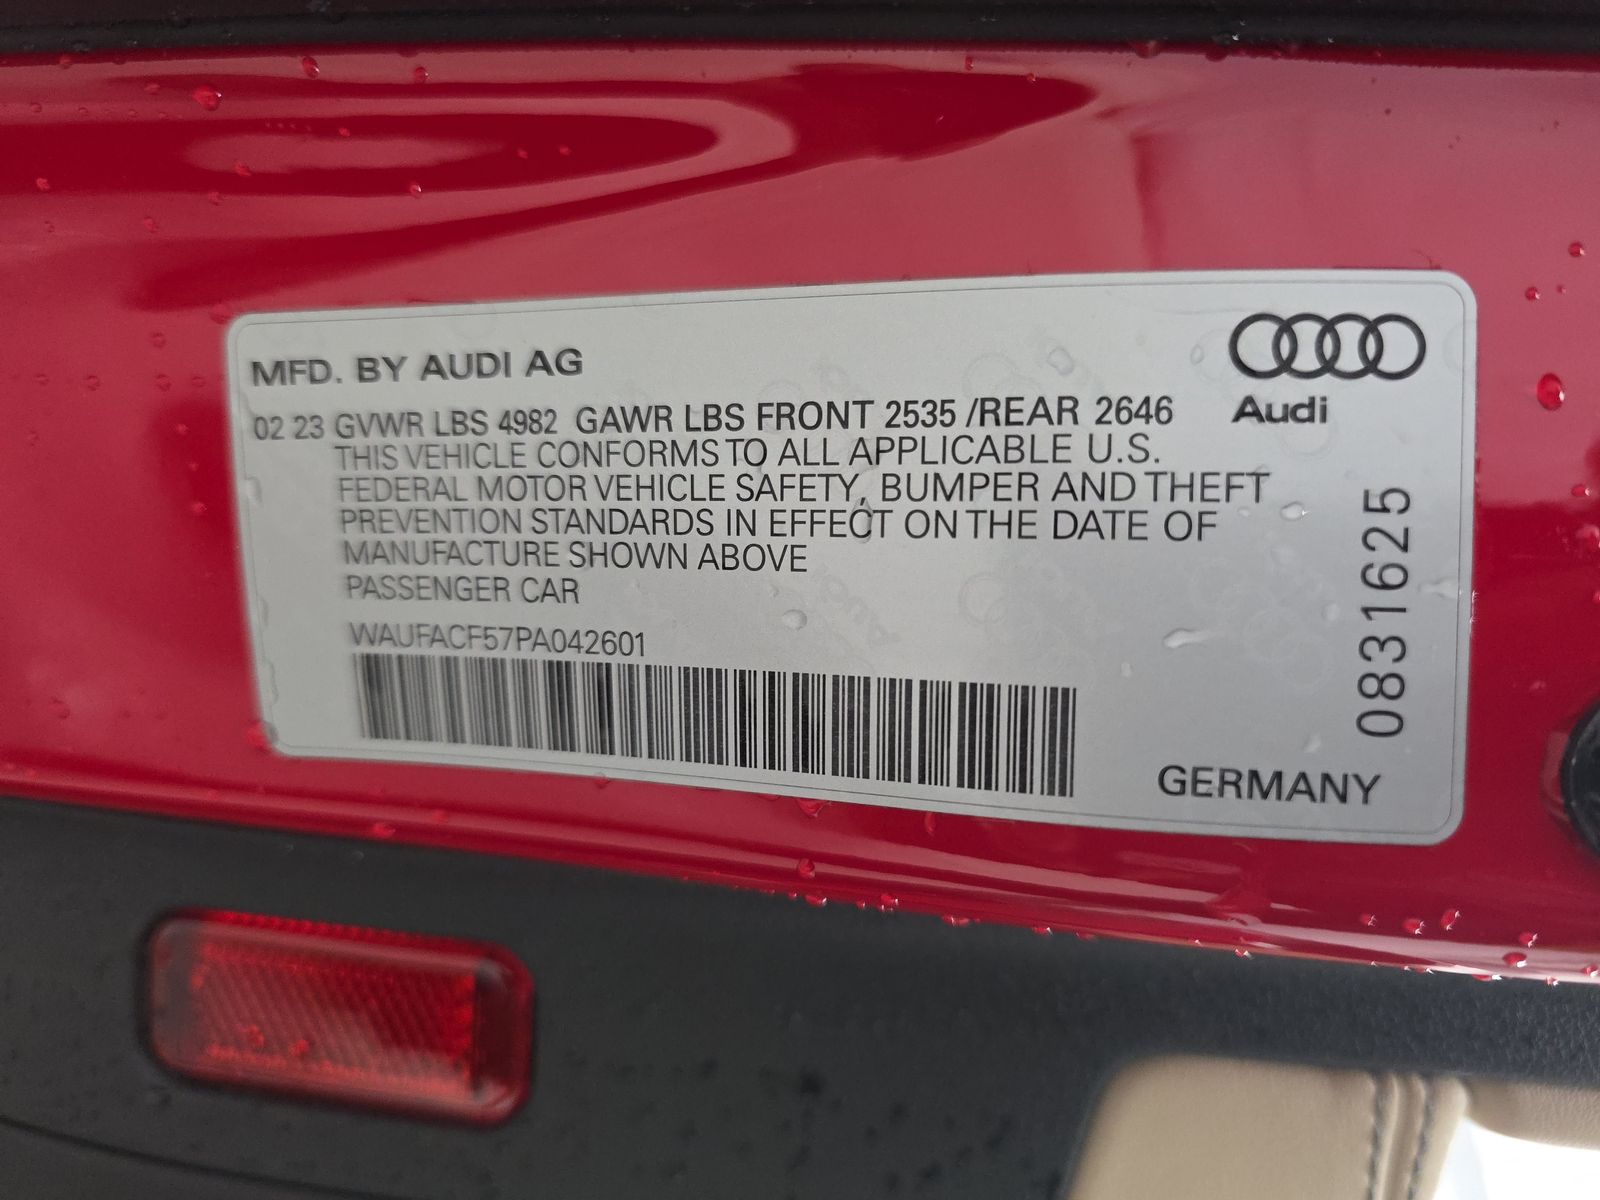 MFD. BY AUDI AG
Audi
02 23 GVWR LBS 4982 GAWR LBS FRONT 2535 /REAR 2646
THIS VEHICLE CONFORMS TO ALL APPLICABLE U.S.
FEDERAL MOTOR VEHICLE SAFETY, BUMPER AND THEFT
PREVENTION STANDARDS IN EFFECT ON THE DATE OF
MANUFACTURE SHOWN ABOVE
PASSENGER CAR
WAUFACF57PA042601
0831625
GERMANY